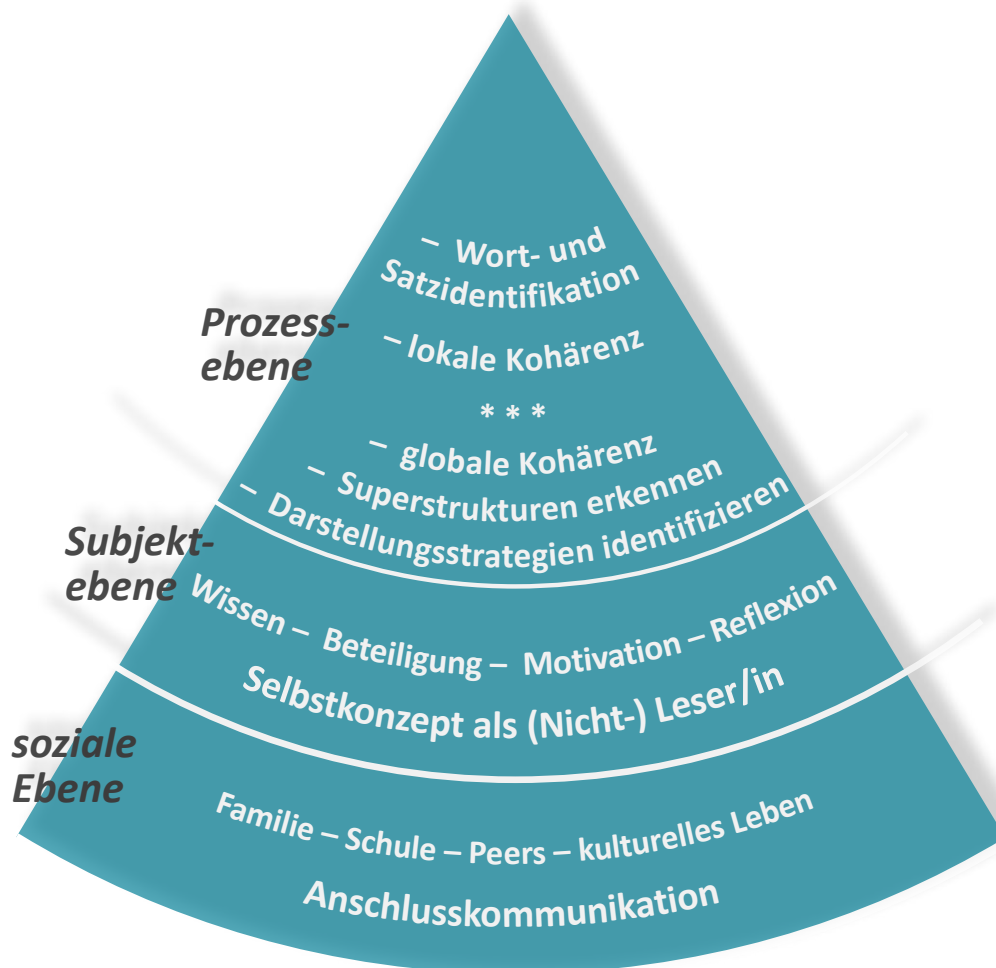 – Wort- und
Satzidentifikation
Prozess-
ebene
– lokale Kohärenz
* * *
– globale Kohärenz
– Superstrukturen erkennen
– Darstellungsstrategien identifizieren
Subjekt-
ebene
Wissen – Beteiligung – Motivation – Reflexion
Selbstkonzept als (Nicht-) Leser/in
soziale
Ebene
Familie – Schule – Peers – kulturelles Leben
Anschlusskommunikation